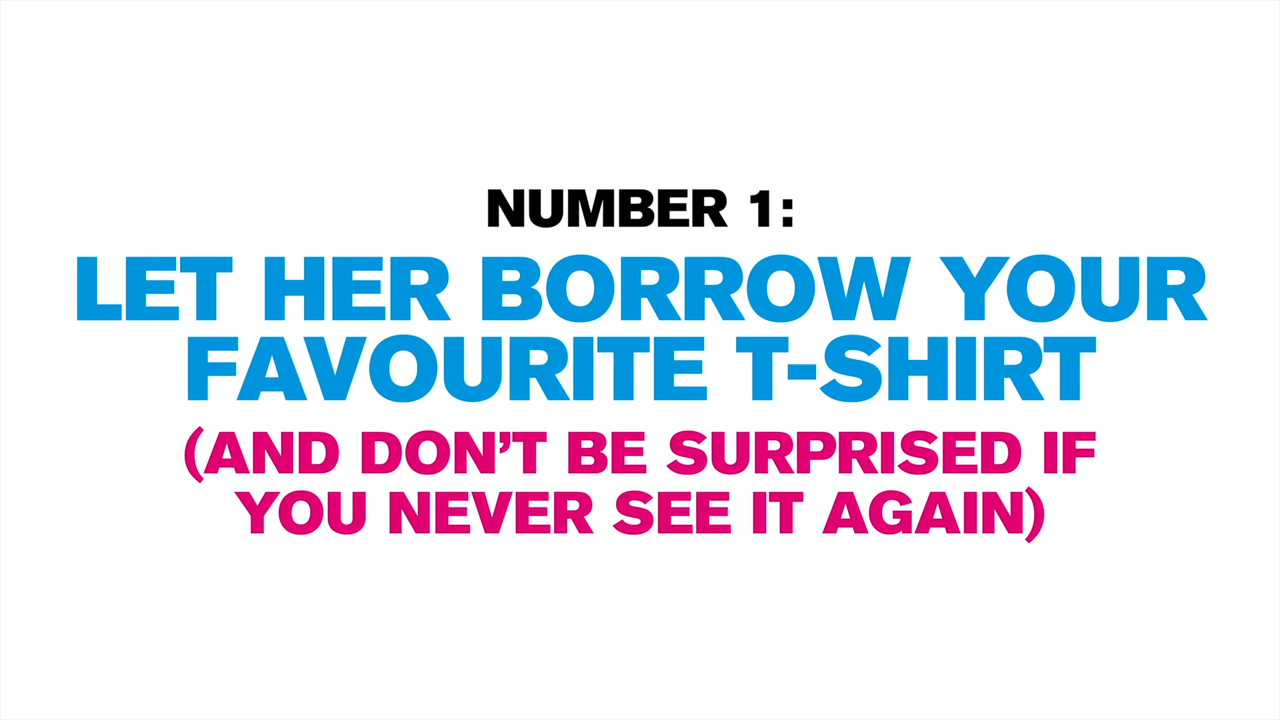 NUMBER 1:
LET HER BORROW YOUR
FAVOURITE T-SHIRT
(AND DON’T BE SURPRISED IF
YOU NEVER SEE IT AGAIN)